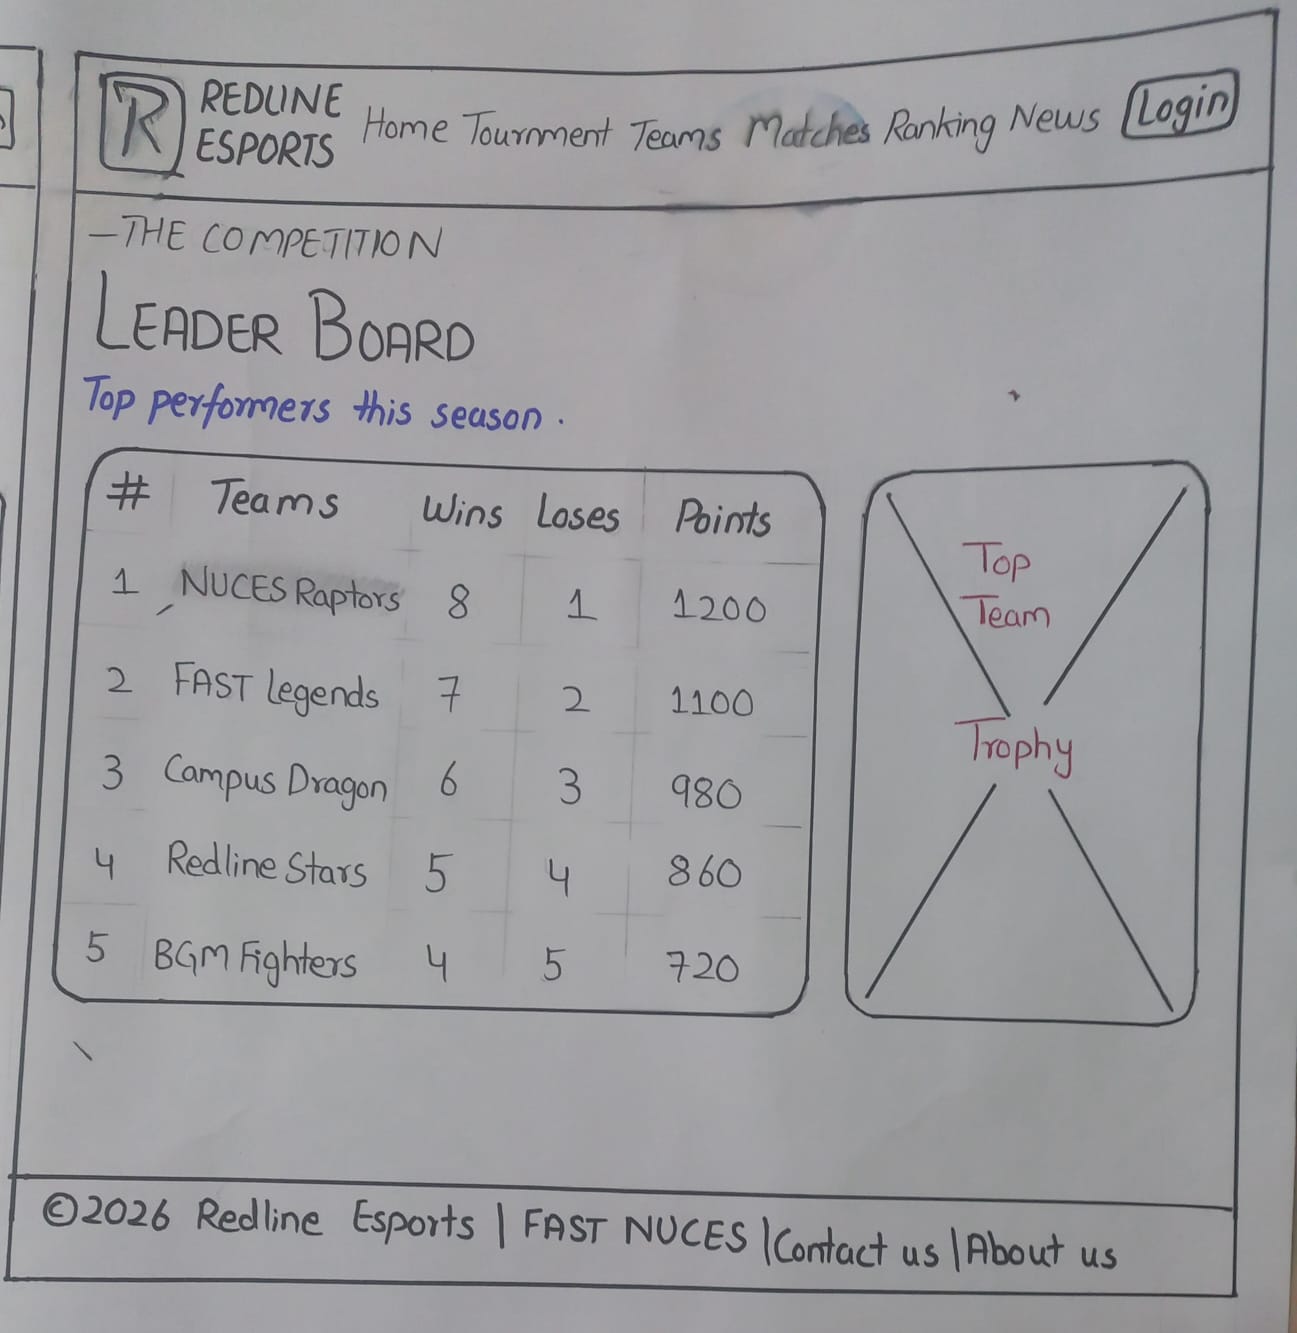 R REDLINE ESPORTS Home Tournment Teams Matches Ranking News Login
—THE COMPETITION
LEADER BOARD
Top performers this season.
# Teams Wins Loses Points
1 NUCES Raptors 8 1 1200
2 FAST Legends 7 2 1100
3 Campus Dragon 6 3 980
4 Redline Stars 5 4 860
5 BGM Fighters 4 5 720
Top
Team
Trophy
©2026 Redline Esports | FAST NUCES | Contact us | About us